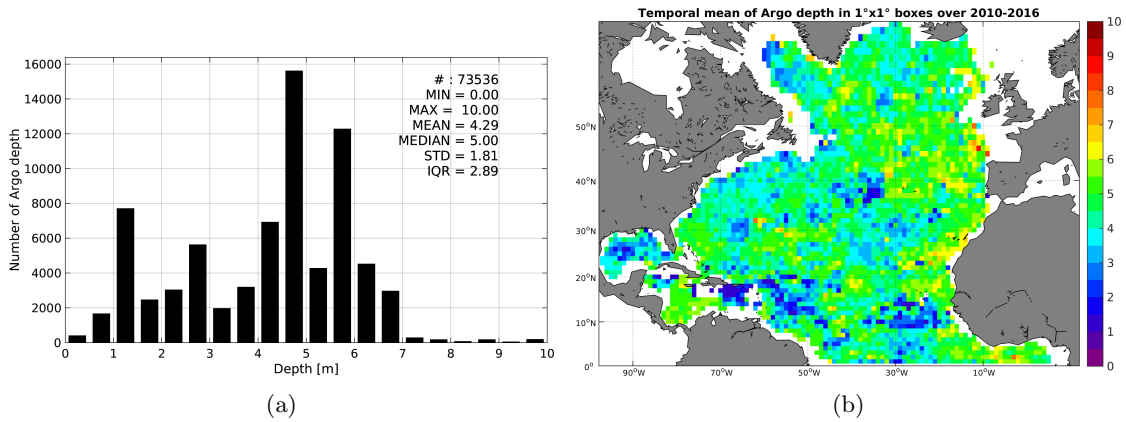 # : 73536
MIN = 0.00
MAX = 10.00
MEAN = 4.29
MEDIAN = 5.00
STD = 1.81
IQR = 2.89
Number of Argo depth
16000
14000
12000
10000
8000
6000
4000
2000
0
0 1 2 3 4 5 6 7 8 9 10
Depth [m]
(a)
Temporal mean of Argo depth in 1°x1° boxes over 2010-2016
50°N
40°N
30°N
20°N
10°N
0°
90°W 70°W 50°W 30°W 10°W
10
9
8
7
6
5
4
3
2
1
0
(b)